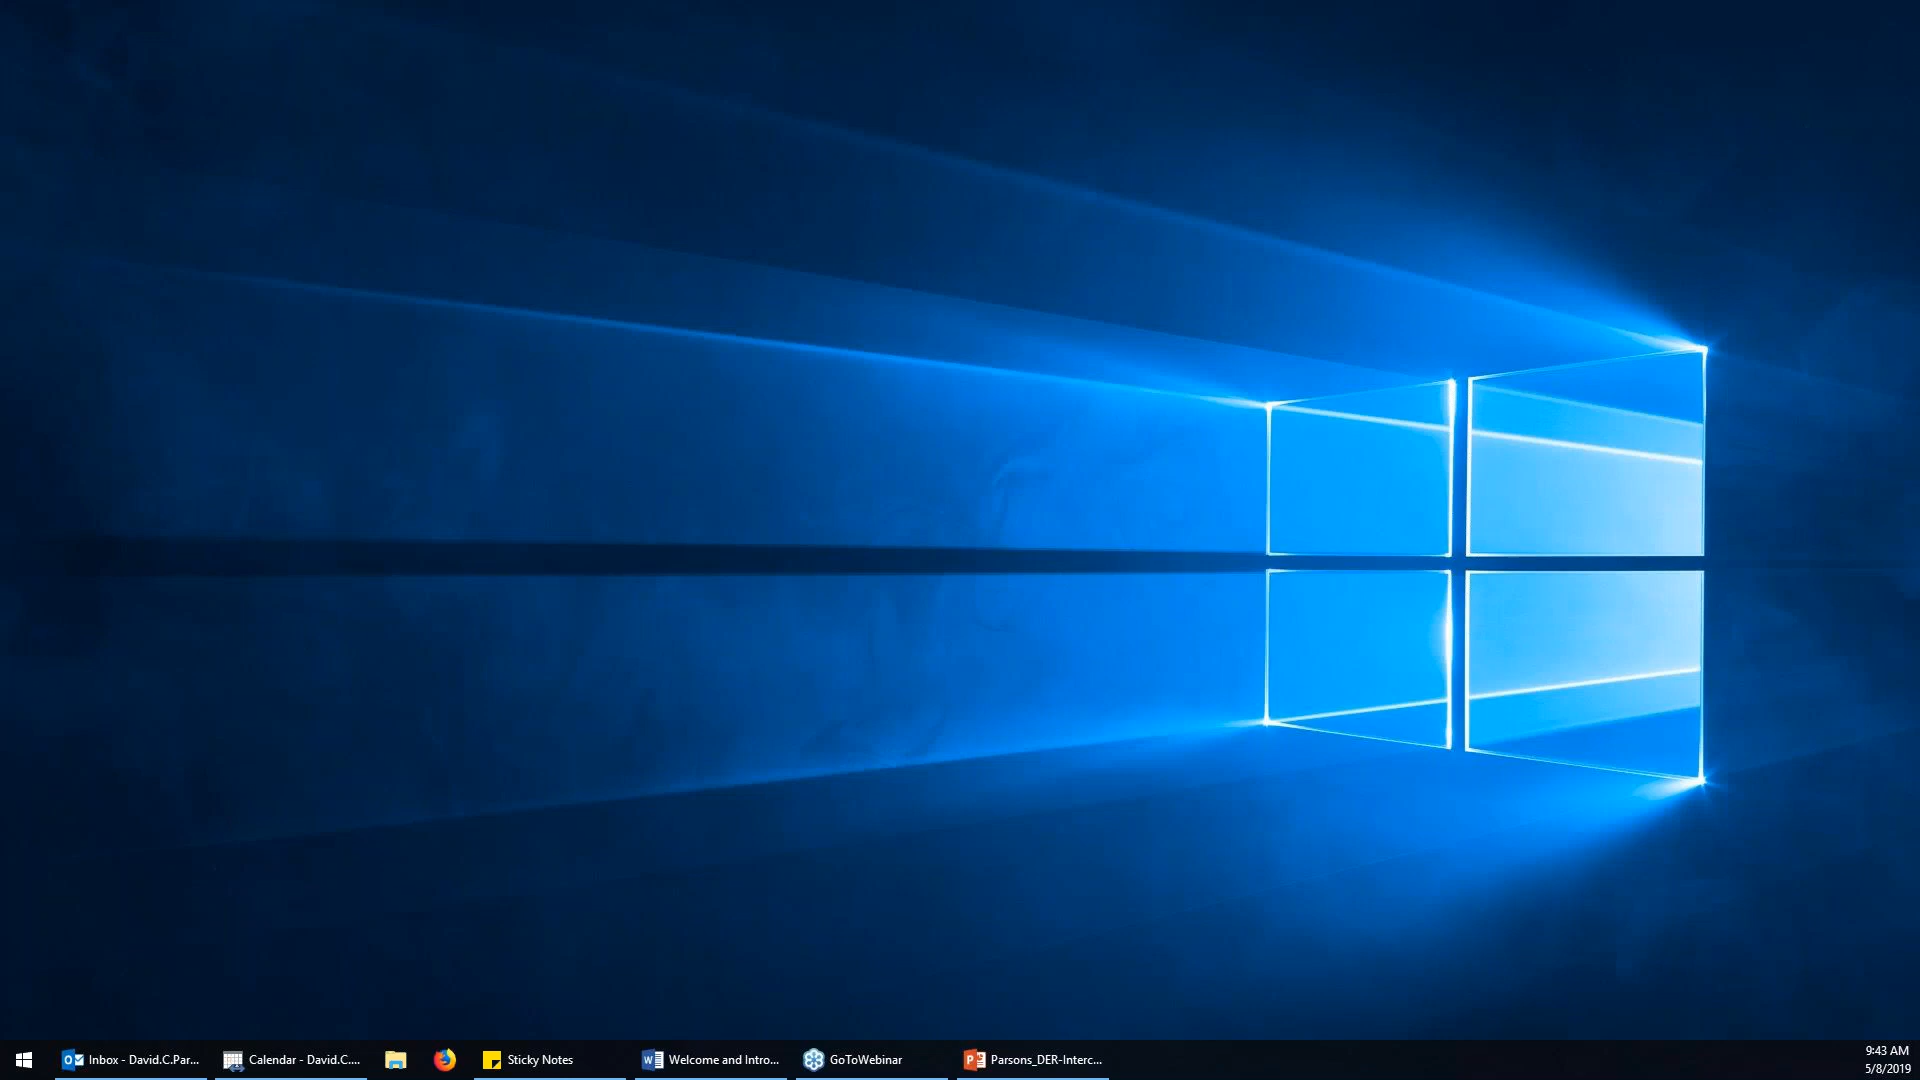 Inbox - David.C.Par...
Calendar - David.C....
Sticky Notes
Welcome and Intro...
GoToWebinar
Parsons_DER-Interc...
9:43 AM
5/8/2019